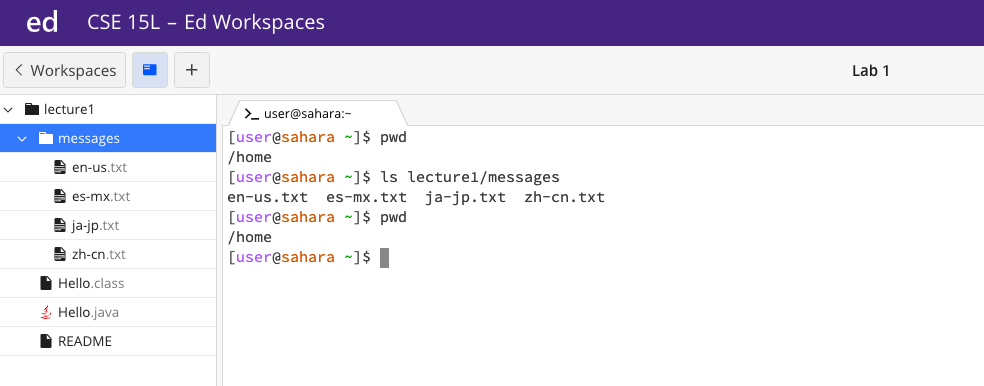 ed CSE 15L – Ed Workspaces
Workspaces + Lab 1
lecture1
messages
en-us.txt
es-mx.txt
ja-jp.txt
zh-cn.txt
Hello.class
Hello.java
README
user@sahara:~
[user@sahara ~]$ pwd
/home
[user@sahara ~]$ ls lecture1/messages
en-us.txt  es-mx.txt  ja-jp.txt  zh-cn.txt
[user@sahara ~]$ pwd
/home
[user@sahara ~]$